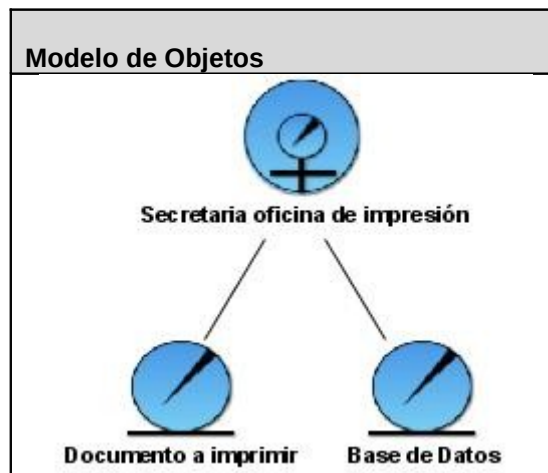 Modelo de Objetos
Secretaria oficina de impresión
Documento a imprimir
Base de Datos